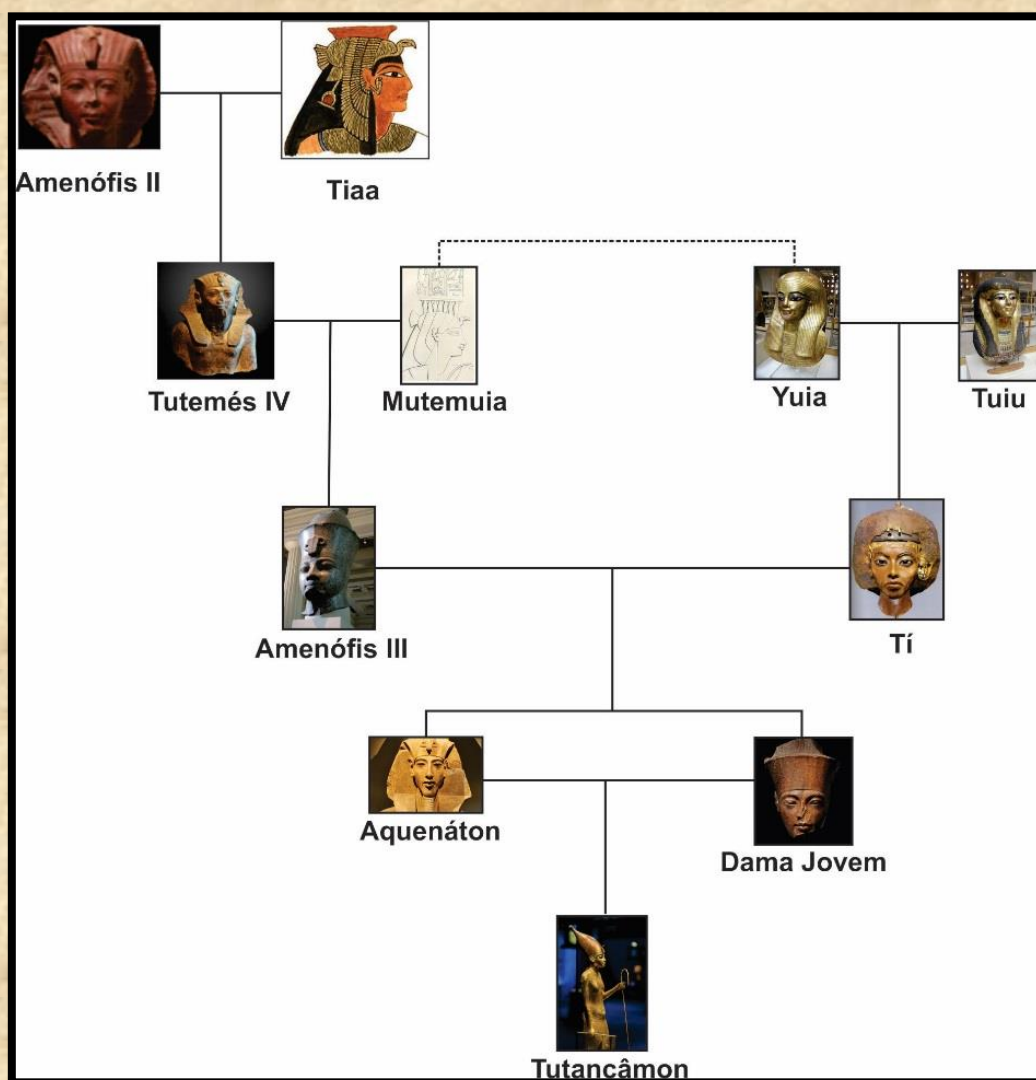 Amenófis II
Tiaa
Tutemés IV
Mutemuia
Yuia
Tuiu
Amenófis III
Tí
Aquenáton
Dama Jovem
Tutancâmon